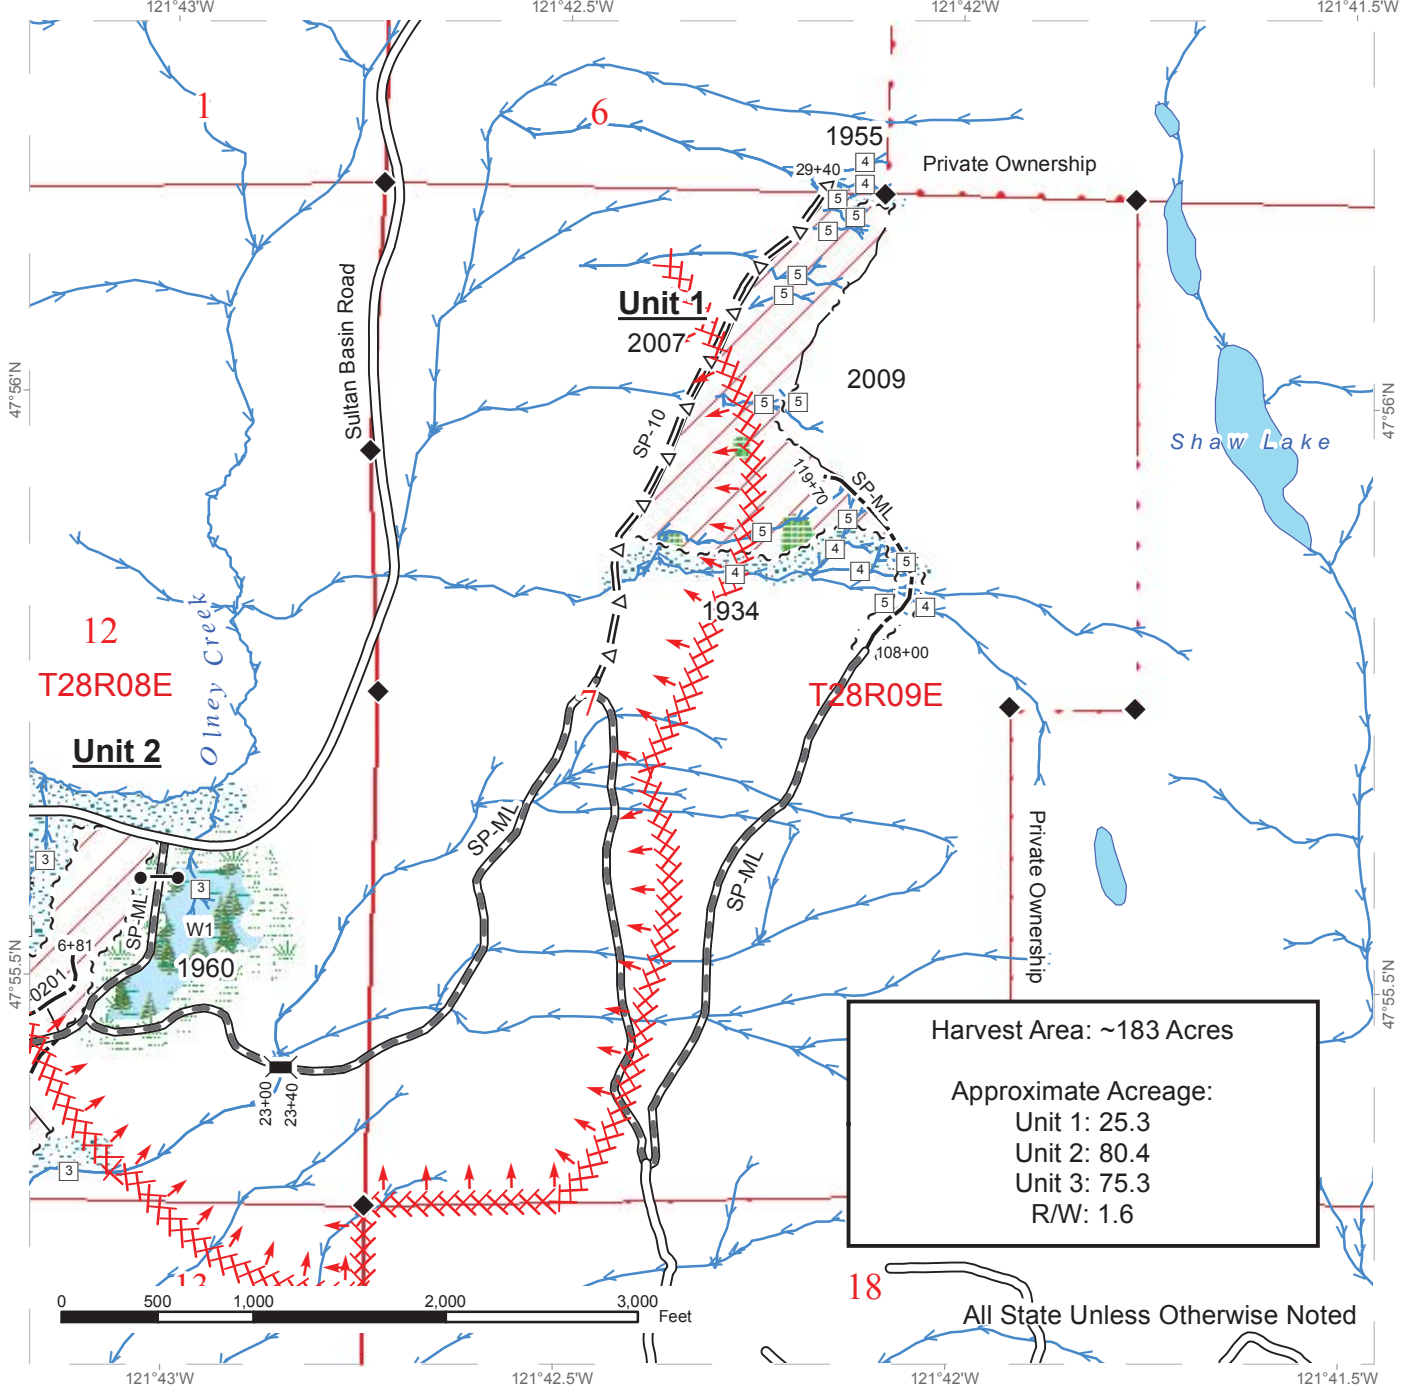 121°43'W
121°42.5'W
121°42'W
121°41.5'W
1
6
1955
4
29+40
Private Ownership
4
5
5
5
5
5
Sultan Basin Road
Unit 1
2007
2009
47°56'N
47°56'N
5
5
SP-10
Shaw Lake
119+70
SP-ML
5
5
4
5
4
4
5
4
1934
12
Olney Creek
108+00
T28R08E
7
T28R09E
Unit 2
SP-ML
Private Ownership
3
SP-ML
3
SP-ML
W1
6+81
1960
-0201
47°55.5'N
47°55.5'N
Harvest Area: ~183 Acres
Approximate Acreage:
Unit 1: 25.3
Unit 2: 80.4
Unit 3: 75.3
R/W: 1.6
23+00
23+40
3
13
18
0
500
1,000
2,000
3,000
Feet
All State Unless Otherwise Noted
121°43'W
121°42.5'W
121°42'W
121°41.5'W